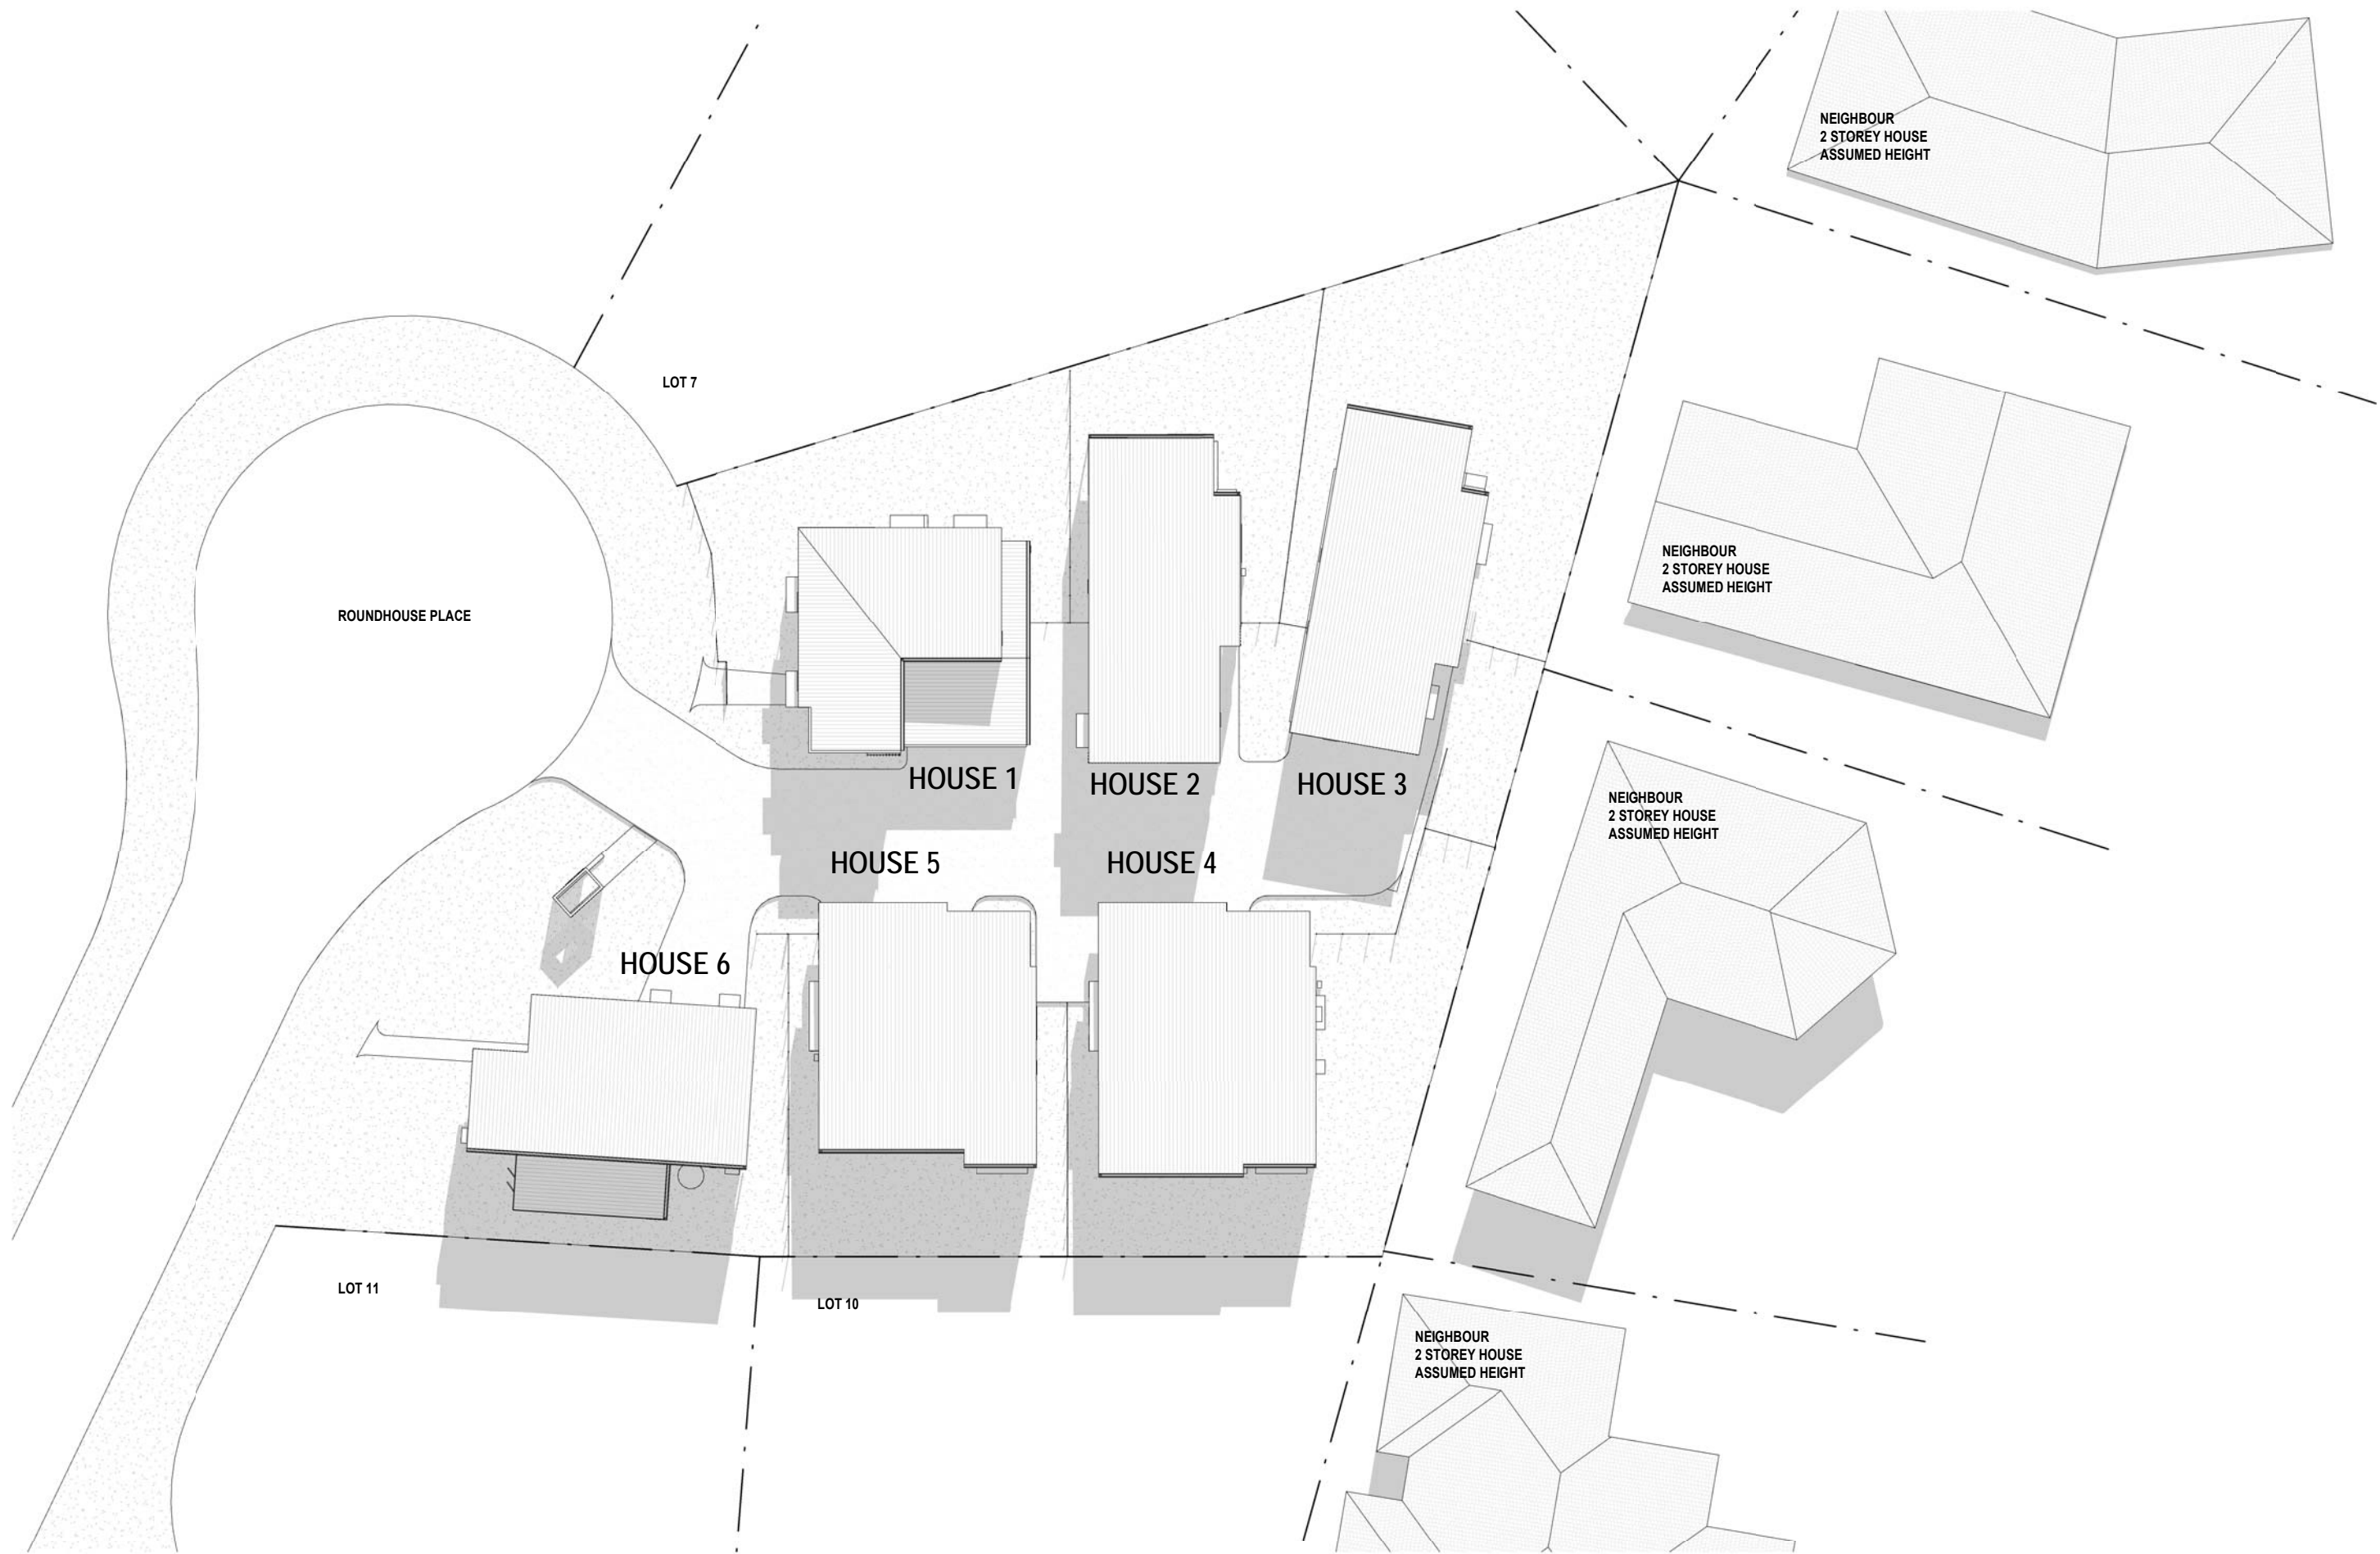 NEIGHBOUR
2 STOREY HOUSE
ASSUMED HEIGHT
LOT 7
NEIGHBOUR
2 STOREY HOUSE
ASSUMED HEIGHT
ROUNDHOUSE PLACE
HOUSE 1
HOUSE 2
HOUSE 3
NEIGHBOUR
2 STOREY HOUSE
ASSUMED HEIGHT
HOUSE 5
HOUSE 4
HOUSE 6
LOT 11
LOT 10
NEIGHBOUR
2 STOREY HOUSE
ASSUMED HEIGHT